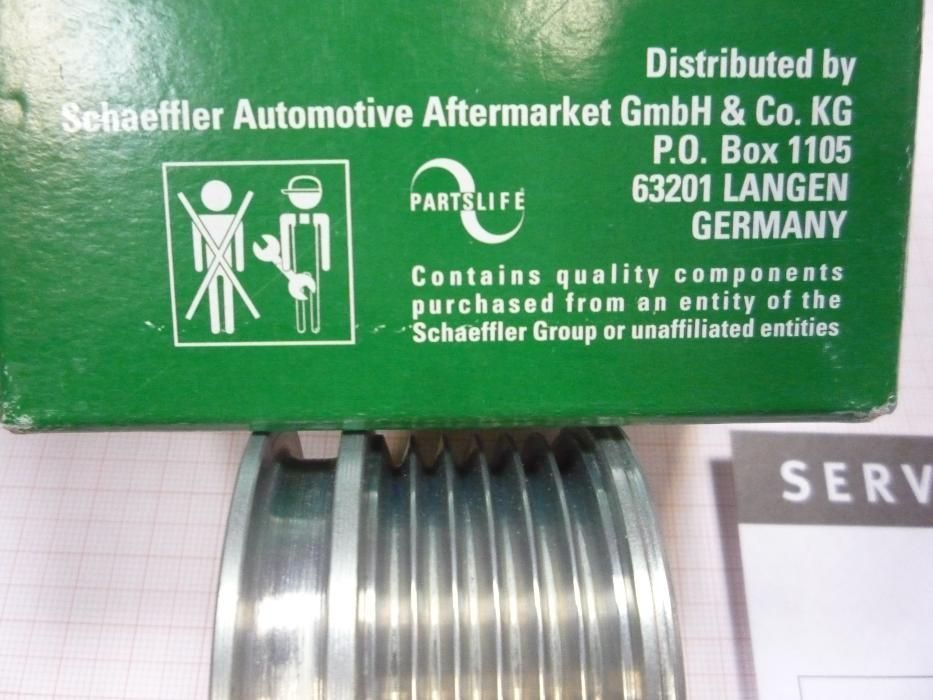 Distributed by
Schaeffler Automotive Aftermarket GmbH & Co. KG
P.O. Box 1105
63201 LANGEN
GERMANY
PARTSLIFE
Contains quality components
purchased from an entity of the
Schaeffler Group or unaffiliated entities
SERV